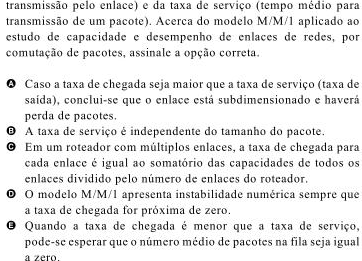 transmissão pelo enlace) e da taxa de serviço (tempo médio para
transmissão de um pacote). Acerca do modelo M/M/1 aplicado ao
estudo de capacidade e desempenho de enlaces de redes, por
comutação de pacotes, assinale a opção correta.
A Caso a taxa de chegada seja maior que a taxa de serviço (taxa de
saída), conclui-se que o enlace está subdimensionado e haverá
perda de pacotes.
B A taxa de serviço é independente do tamanho do pacote.
C Em um roteador com múltiplos enlaces, a taxa de chegada para
cada enlace é igual ao somatório das capacidades de todos os
enlaces dividido pelo número de enlaces do roteador.
D O modelo M/M/1 apresenta instabilidade numérica sempre que
a taxa de chegada for próxima de zero.
E Quando a taxa de chegada é menor que a taxa de serviço,
pode-se esperar que o número médio de pacotes na fila seja igual
a zero.